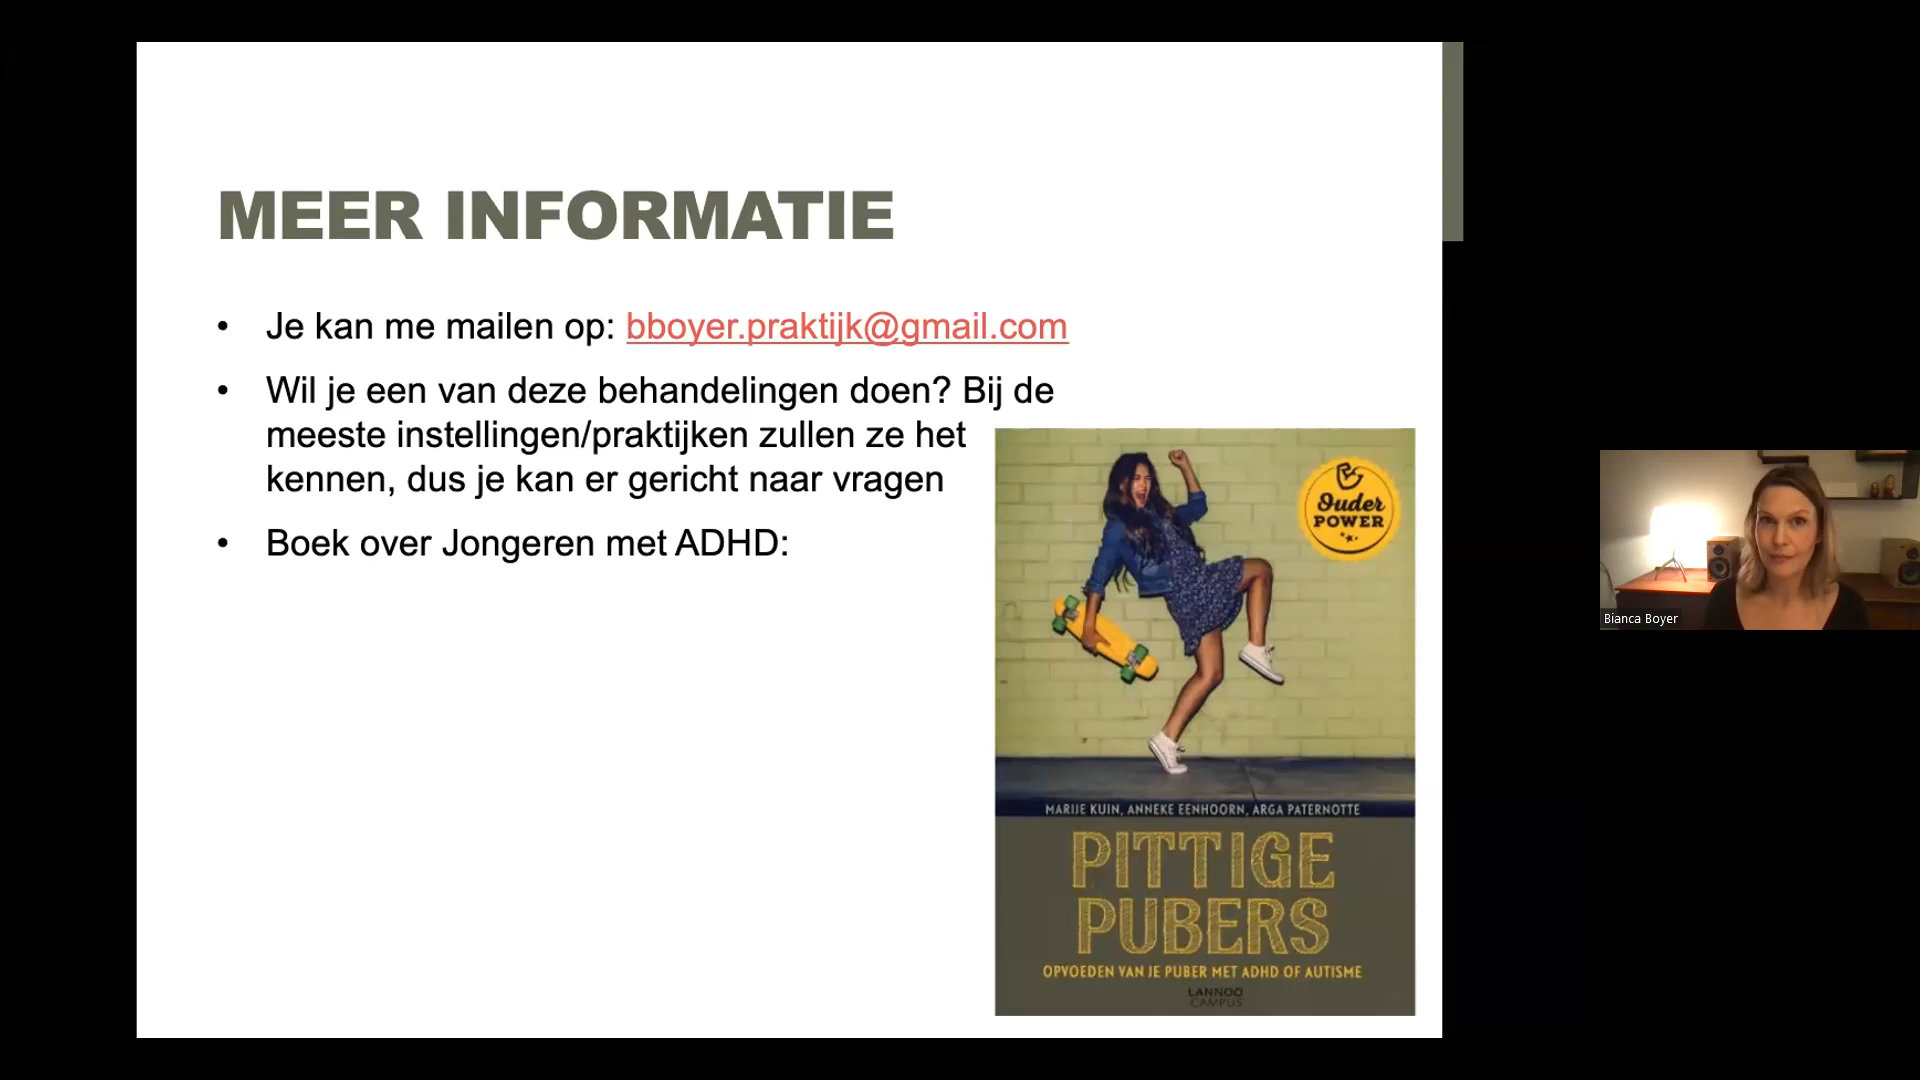 MEER INFORMATIE
• Je kan me mailen op: bboyer.praktijk@gmail.com
• Wil je een van deze behandelingen doen? Bij de
meeste instellingen/praktijken zullen ze het
kennen, dus je kan er gericht naar vragen
• Boek over Jongeren met ADHD:
Ouder
POWER
MARIJE KUIN, ANNEKE EENHOORN, ARGA PATERNOTTE
PITTIGE
PUBERS
OPVOEDEN VAN JE PUBER MET ADHD OF AUTISME
LANNOO
CAMPUS
Bianca Boyer